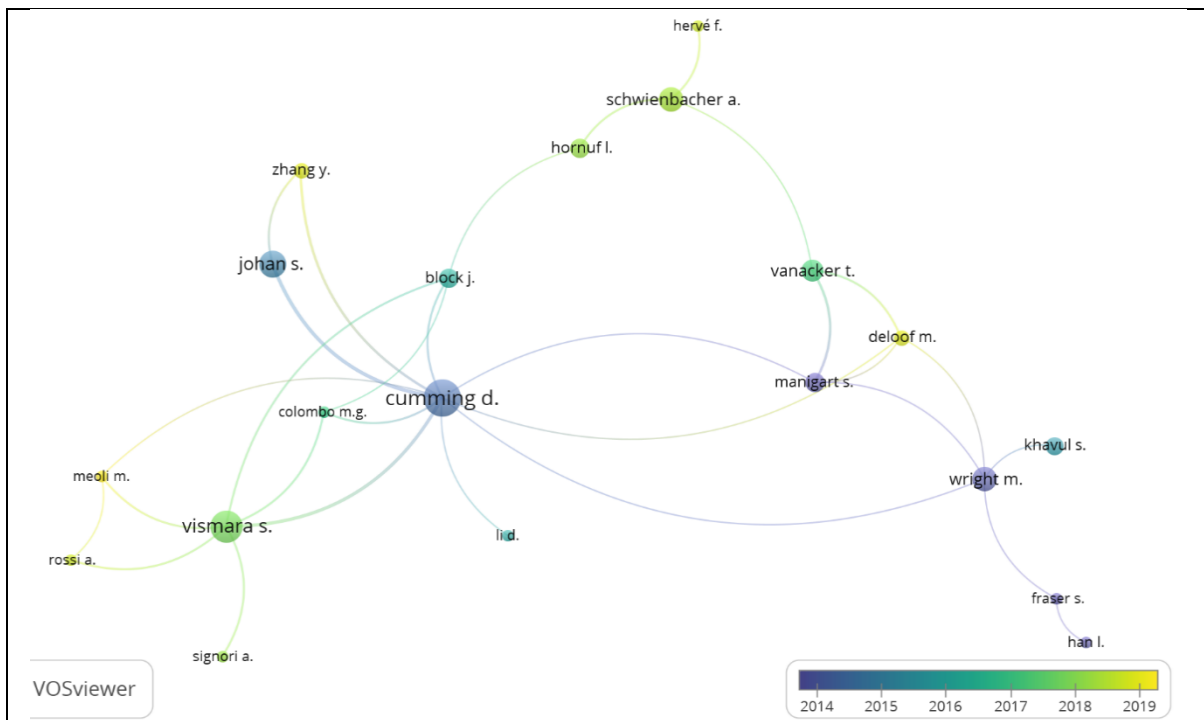 hervé f.
schwienbacher a.
hornuf l.
zhang y.
johan s.
block j.
vanacker t.
deloof m.
manigart s.
cumming d.
colombo m.g.
khavul s.
meoli m.
wright m.
vismara s.
li d.
rossi a.
fraser s.
han l.
signori a.
VOSviewer
2014 2015 2016 2017 2018 2019